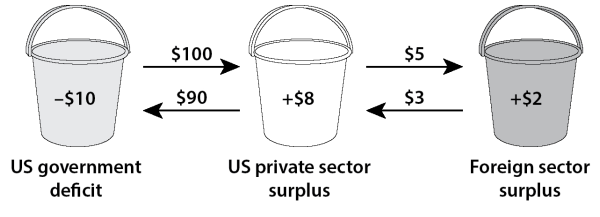 $100
$5
–$10
$90
+$8
$3
+$2
US government
deficit
US private sector
surplus
Foreign sector
surplus